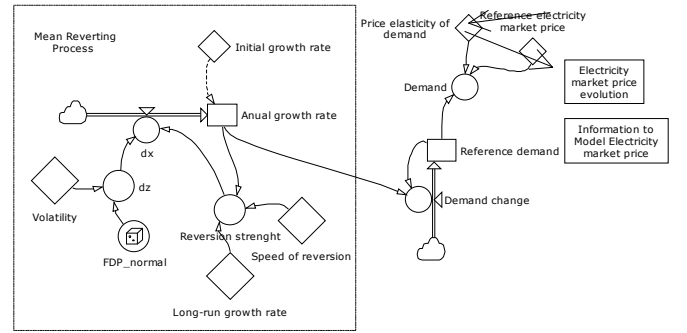 Mean Reverting
Process
Initial growth rate
Anual growth rate
dx
dz
Volatility
FDP_normal
Reversion strenght
Speed of reversion
Long-run growth rate
Price elasticity of
demand
Reference electricity
market price
Demand
Electricity
market price
evolution
Information to
Model Electricity
market price
Reference demand
Demand change